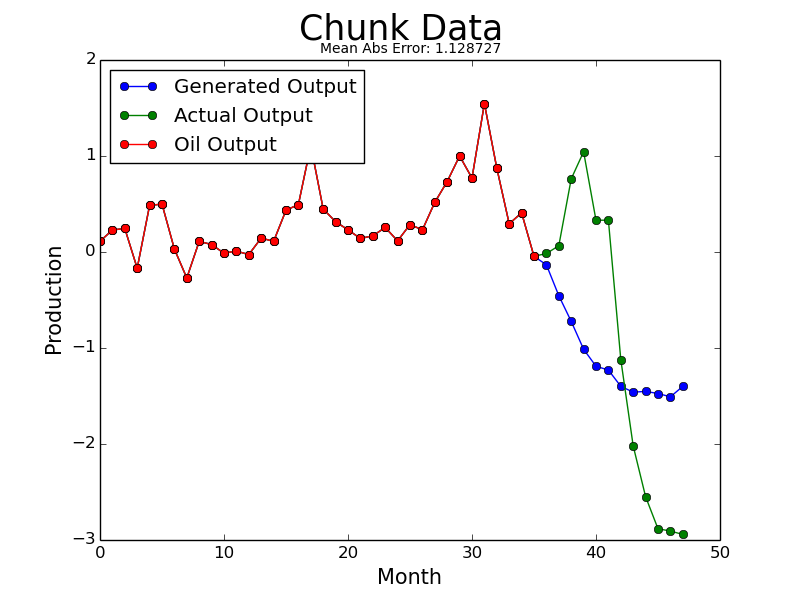 Chunk Data
Mean Abs Error: 1.128727
Generated Output
Actual Output
Oil Output
2
1
0
−1
−2
−3
Production
0 10 20 30 40 50
Month